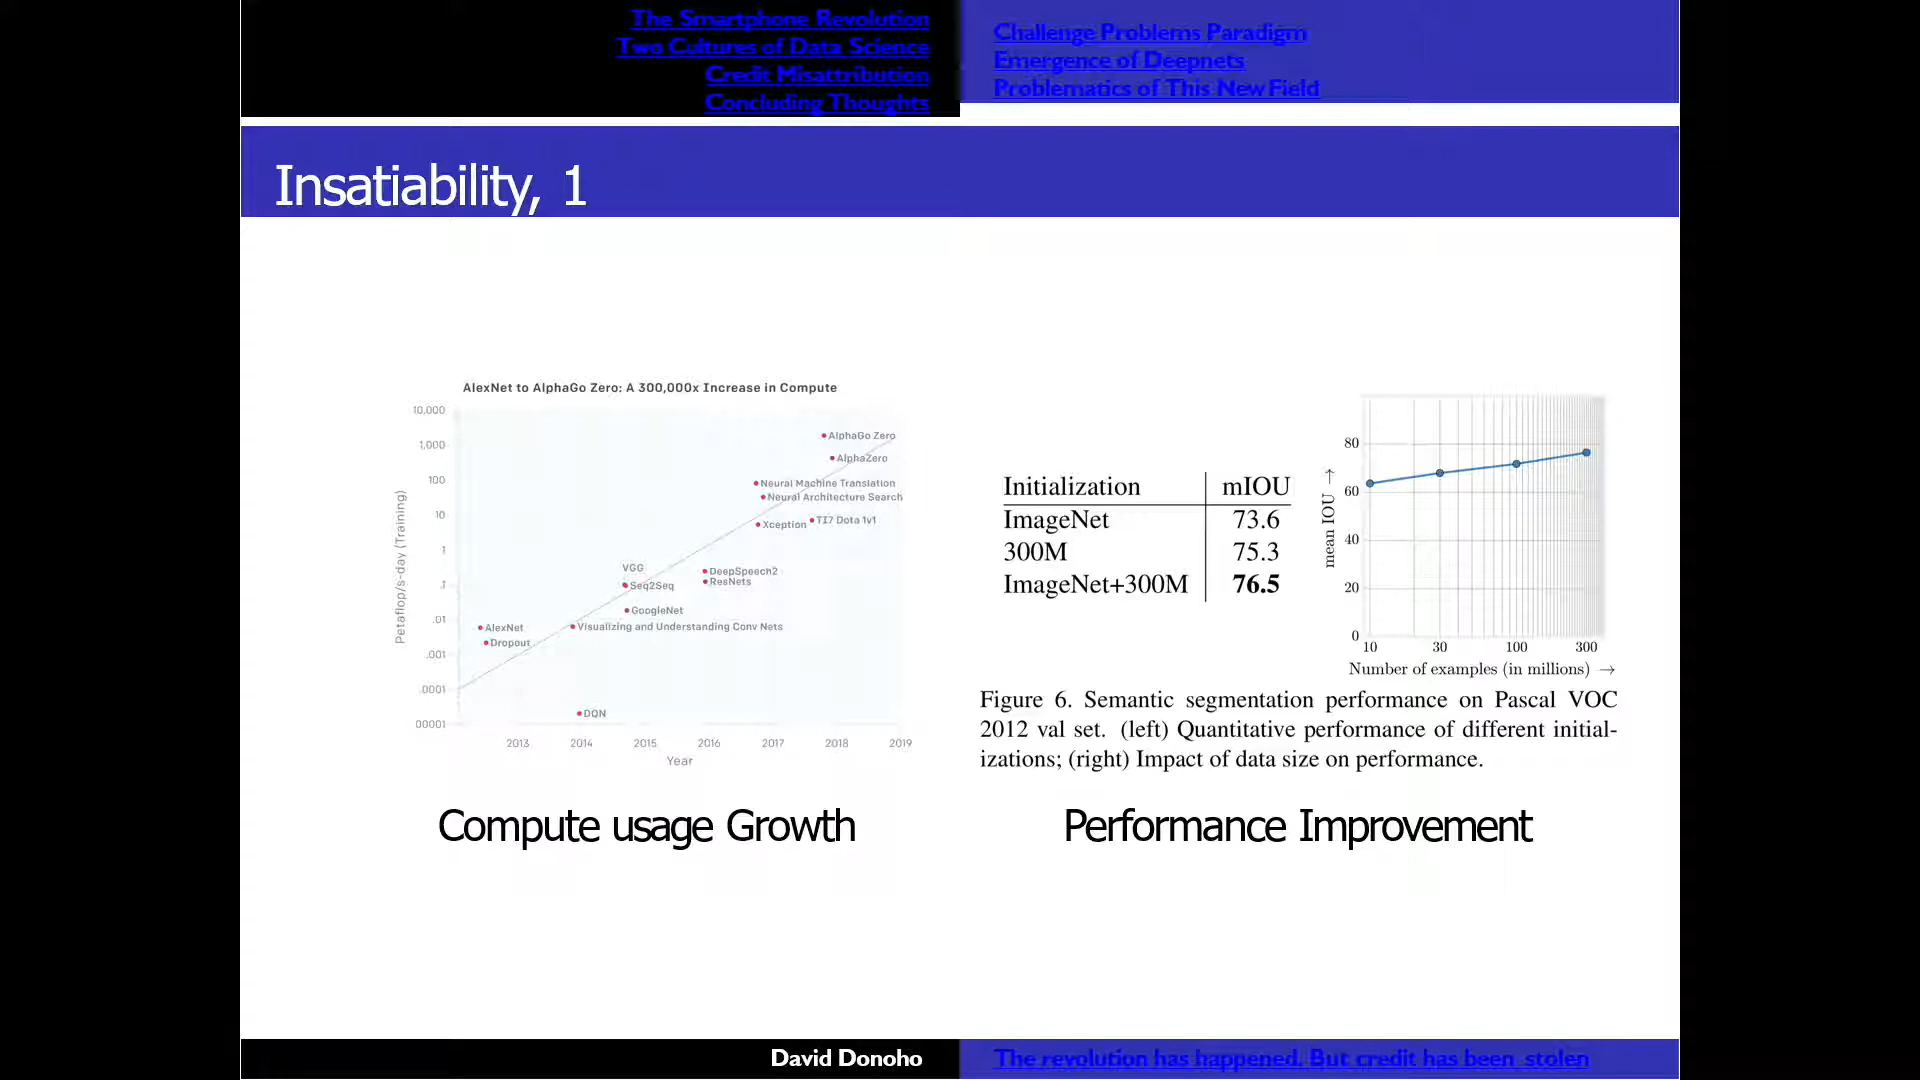 The Smartphone Revolution
Two Cultures of Data Science
Credit Misattribution
Concluding Thoughts
Challenge Problems Paradigm
Emergence of Deepnets
Problematics of This New Field
Insatiability, 1
AlexNet to AlphaGo Zero: A 300,000x Increase in Compute
10,000
1,000
100
10
1
.1
.01
.001
.0001
00001
Petaflop/s-day (Training)
AlphaGo Zero
AlphaZero
Neural Machine Translation
Neural Architecture Search
Xception
TI7 Dota 1v1
VGG
Seq2Seq
DeepSpeech2
ResNets
GoogleNet
AlexNet
Visualizing and Understanding Conv Nets
Dropout
DQN
2013 2014 2015 2016 2017 2018 2019
Year
Compute usage Growth
Initialization mIOU
ImageNet 73.6
300M 75.3
ImageNet+300M 76.5
mean IOU →
80
60
40
20
0
10 30 100 300
Number of examples (in millions) →
Figure 6. Semantic segmentation performance on Pascal VOC
2012 val set. (left) Quantitative performance of different initial-
izations; (right) Impact of data size on performance.
Performance Improvement
David Donoho
The revolution has happened. But credit has been stolen